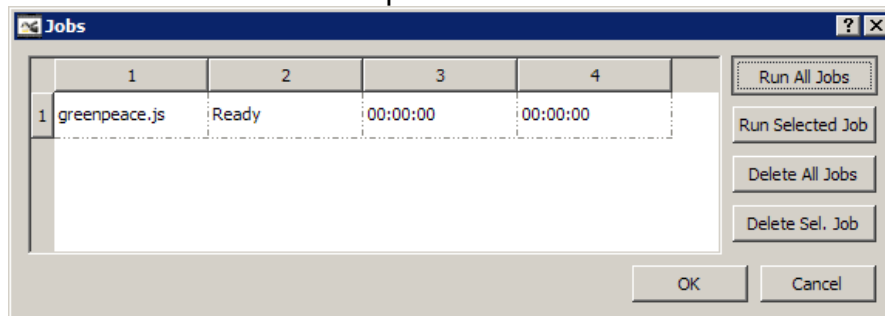 Jobs
1 2 3 4
1 greenpeace.js Ready 00:00:00 00:00:00
Run All Jobs
Run Selected Job
Delete All Jobs
Delete Sel. Job
OK Cancel